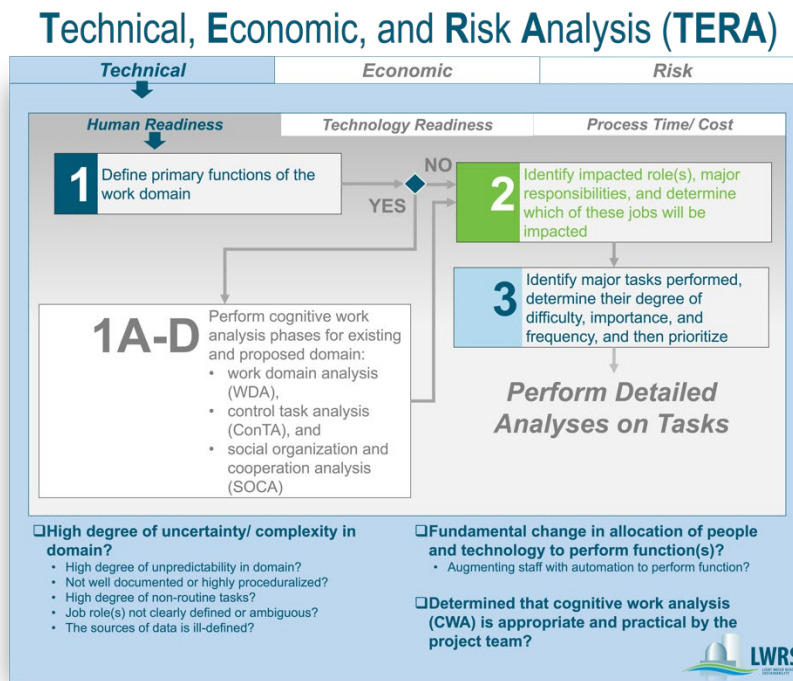 Technical, Economic, and Risk Analysis (TERA)
Technical
Economic
Risk
Human Readiness
Technology Readiness
Process Time/ Cost
1
Define primary functions of the
work domain
NO
YES
2
Identify impacted role(s), major
responsibilities, and determine
which of these jobs will be
impacted
3
Identify major tasks performed,
determine their degree of
difficulty, importance, and
frequency, and then prioritize
1A-D
Perform cognitive work
analysis phases for existing
and proposed domain:
• work domain analysis
(WDA),
• control task analysis
(ConTA), and
• social organization and
cooperation analysis
(SOCA)
Perform Detailed
Analyses on Tasks
❑High degree of uncertainty/ complexity in
domain?
• High degree of unpredictability in domain?
• Not well documented or highly proceduralized?
• High degree of non-routine tasks?
• Job role(s) not clearly defined or ambiguous?
• The sources of data is ill-defined?
❑Fundamental change in allocation of people
and technology to perform function(s)?
• Augmenting staff with automation to perform function?
❑Determined that cognitive work analysis
(CWA) is appropriate and practical by the
project team?
LWRS